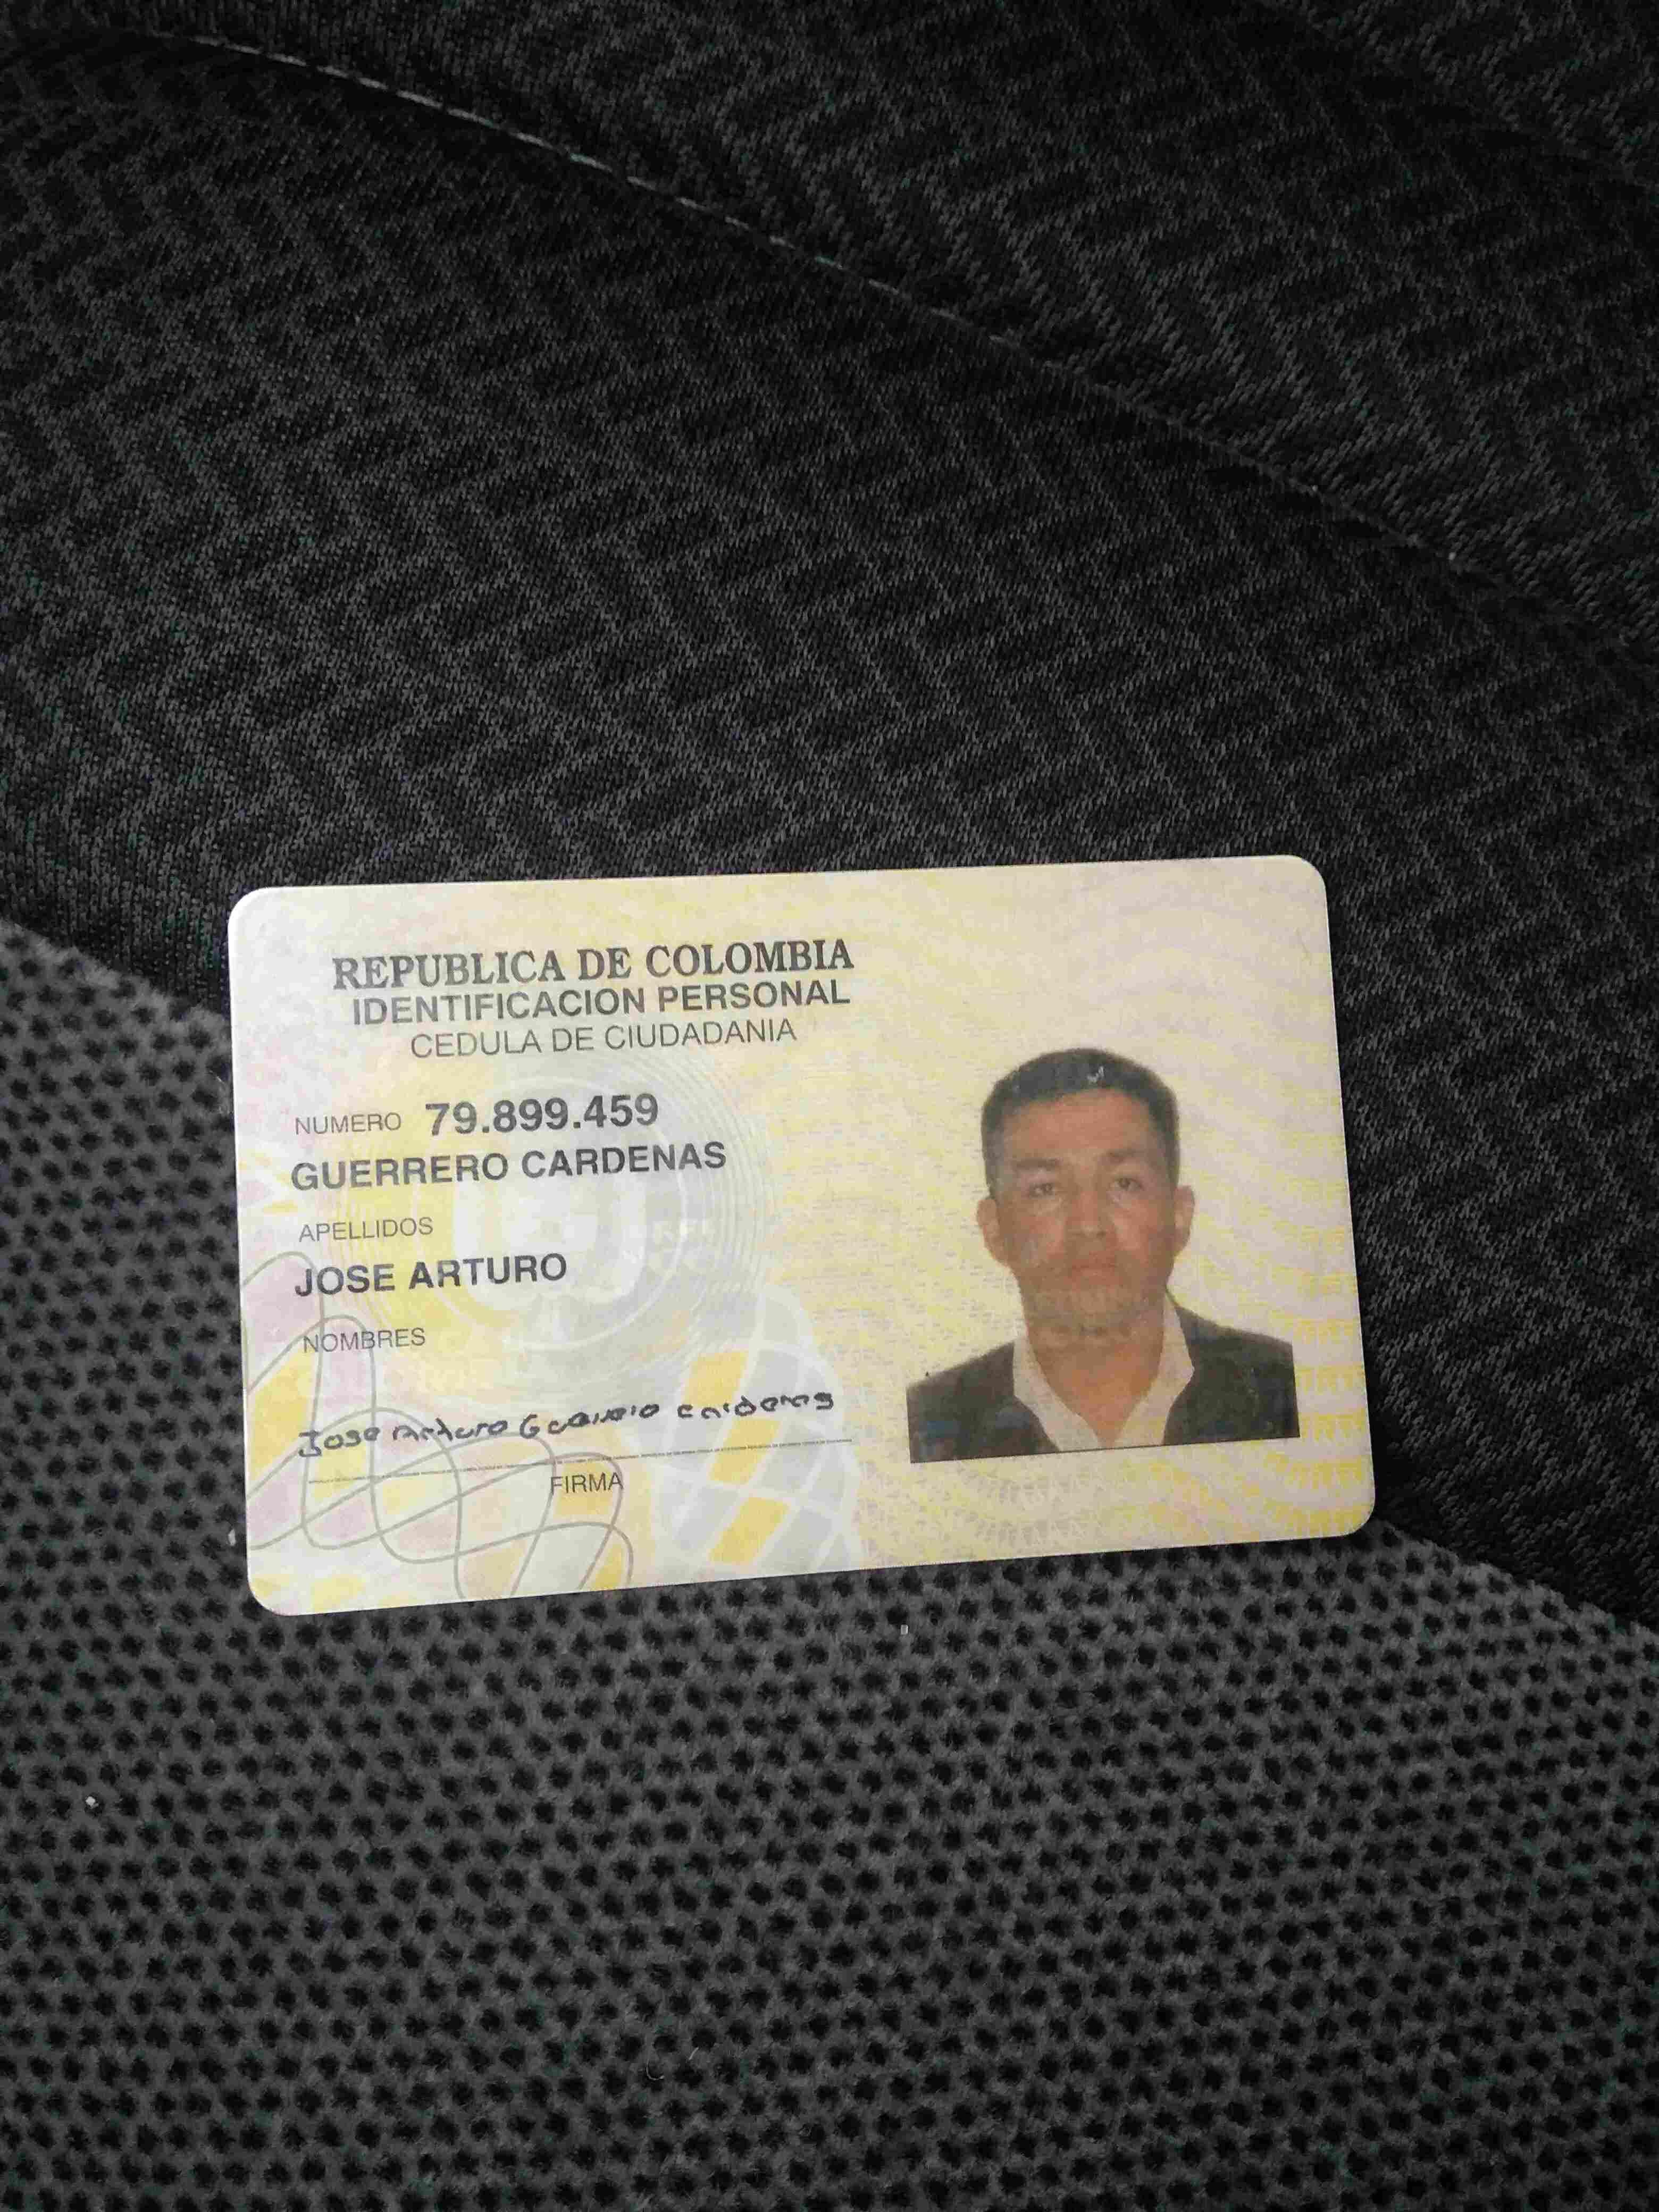 REPUBLICA DE COLOMBIA
IDENTIFICACION PERSONAL
CEDULA DE CIUDADANIA
NUMERO 79.899.459
GUERRERO CARDENAS
APELLIDOS
JOSE ARTURO
NOMBRES
Jose Arturo Guerrero Cardenas
FIRMA